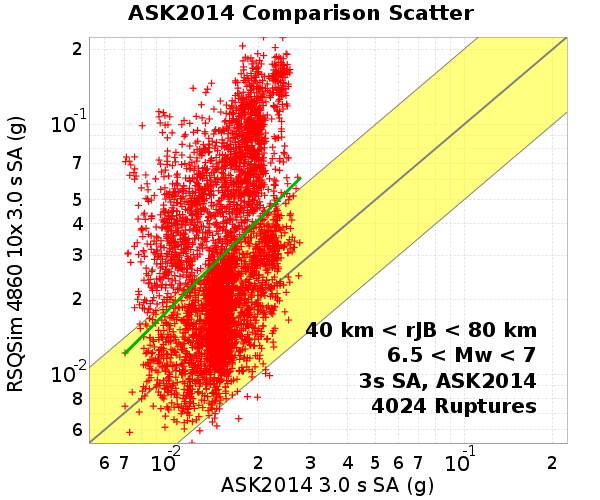 ASK2014 Comparison Scatter
RSQSim 4860 10x 3.0 s SA (g)
2
10-1
7
5
4
3
2
10-2
8
6
40 km < rJB < 80 km
6.5 < Mw < 7
3s SA, ASK2014
4024 Ruptures
6 7 10-2 2 3 4 5 6 7 10-1 2
ASK2014 3.0 s SA (g)